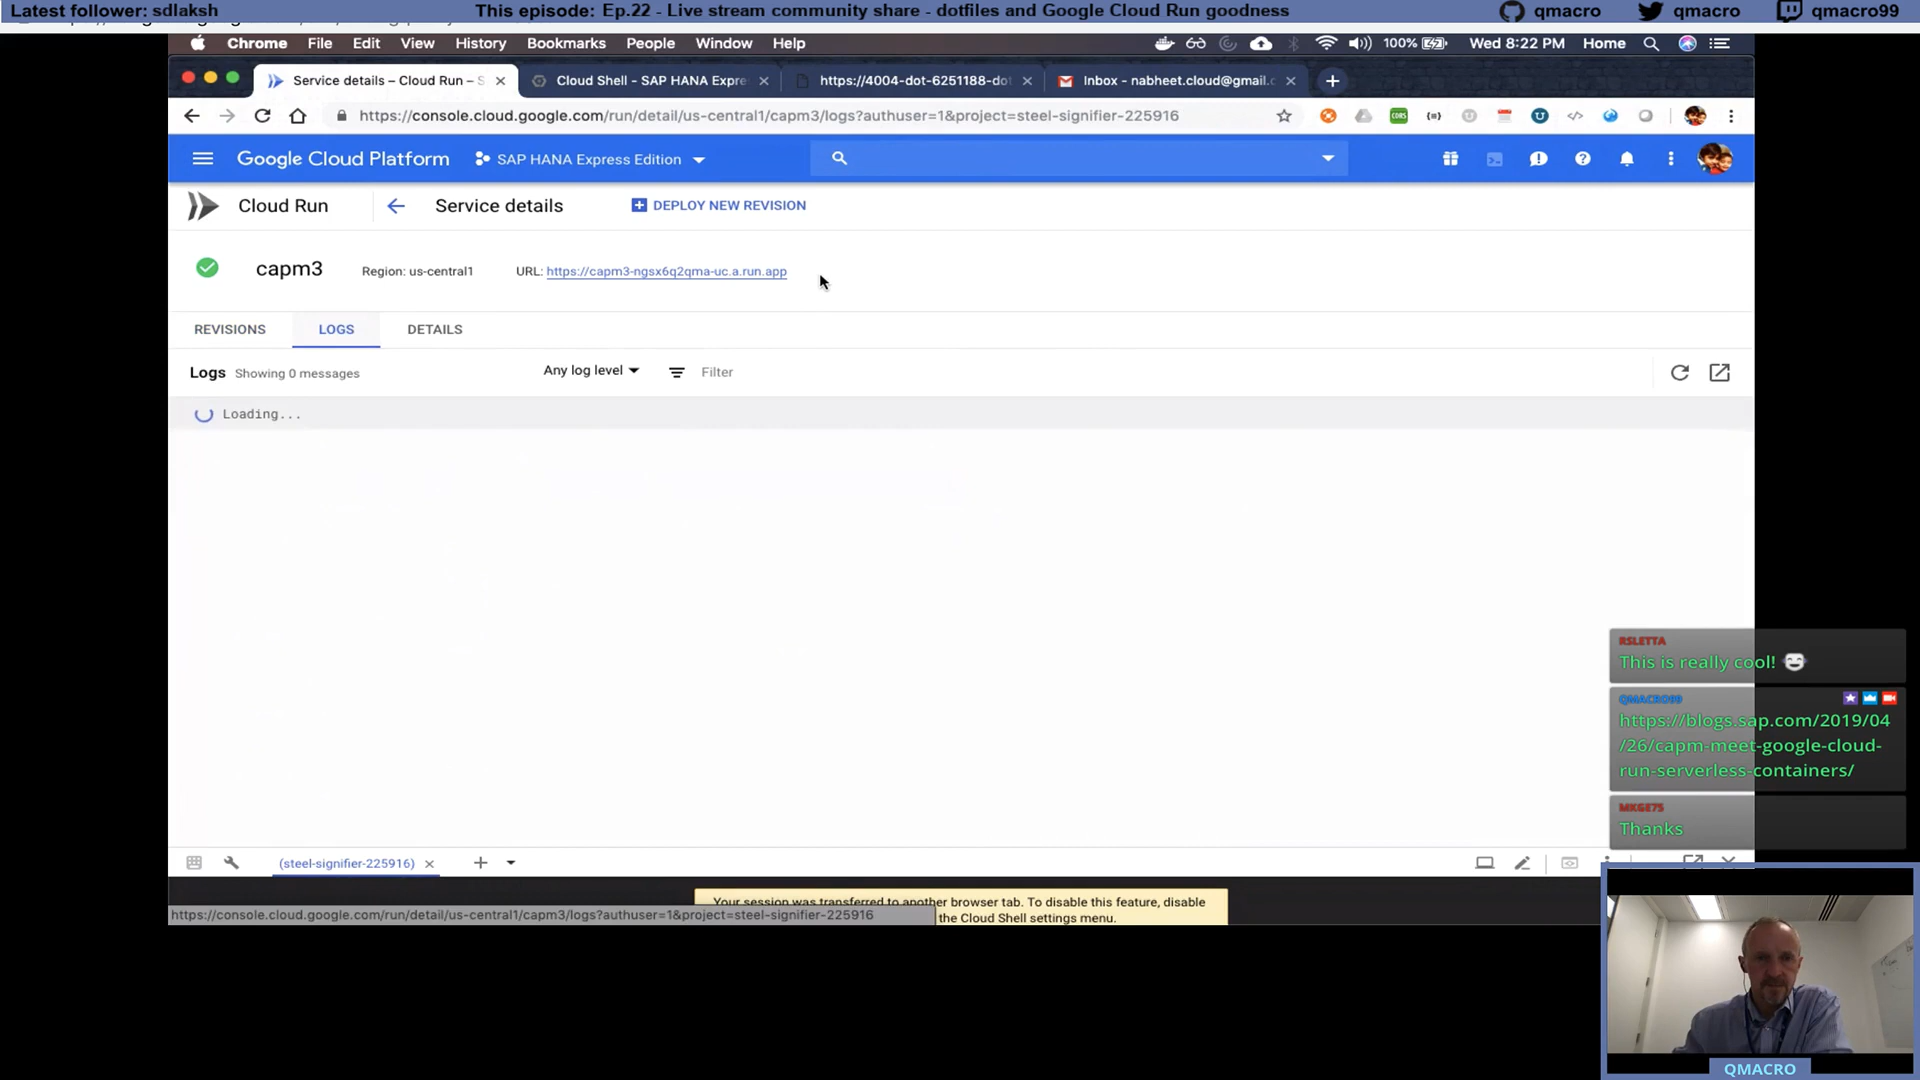 Latest follower: sdlaksh
This episode: Ep.22 - Live stream community share - dotfiles and Google Cloud Run goodness
qmacro
qmacro
qmacro99
Chrome File Edit View History Bookmarks People Window Help
100% Wed 8:22 PM Home
Service details – Cloud Run – S
Cloud Shell - SAP HANA Expre
https://4004-dot-6251188-dot
Inbox - nabheet.cloud@gmail.c
https://console.cloud.google.com/run/detail/us-central1/capm3/logs?authuser=1&project=steel-signifier-225916
Google Cloud Platform
SAP HANA Express Edition
Cloud Run
Service details
DEPLOY NEW REVISION
capm3
Region: us-central1
URL: https://capm3-ngsx6q2qma-uc.a.run.app
REVISIONS
LOGS
DETAILS
Logs Showing 0 messages
Any log level
Filter
Loading...
RSLETTA
This is really cool!
QMACRO99
https://blogs.sap.com/2019/04
/26/capm-meet-google-cloud-
run-serverless-containers/
MKGE75
Thanks
(steel-signifier-225916)
Your session was transferred to another browser tab. To disable this feature, disable
the Cloud Shell settings menu.
https://console.cloud.google.com/run/detail/us-central1/capm3/logs?authuser=1&project=steel-signifier-225916
QMACRO